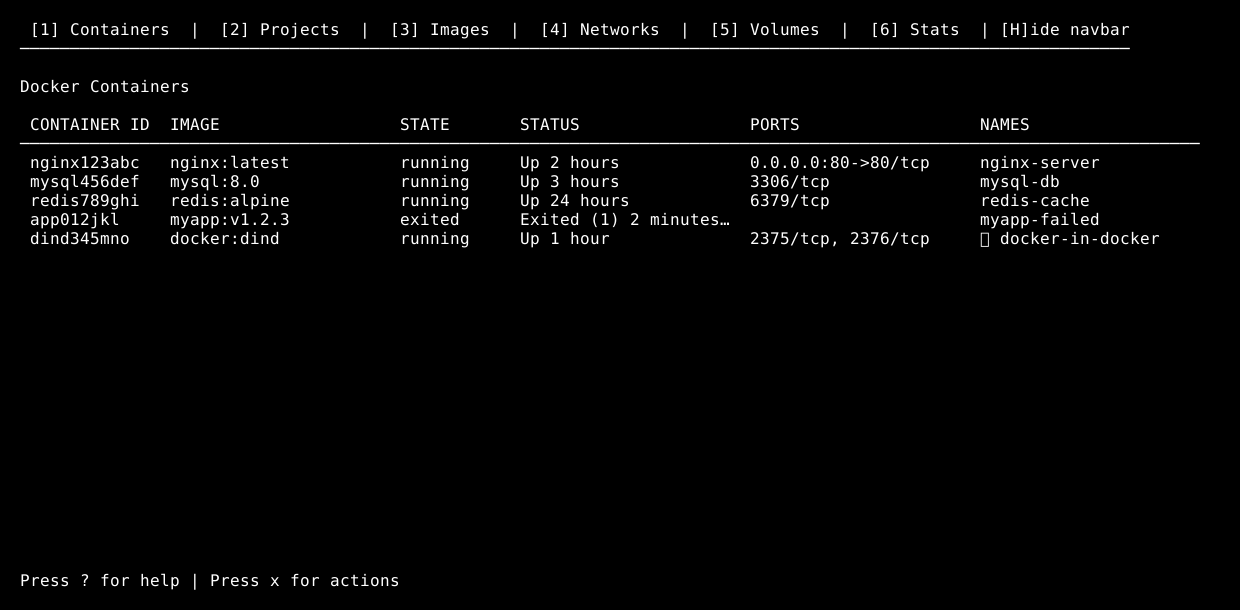 [1] Containers | [2] Projects | [3] Images | [4] Networks | [5] Volumes | [6] Stats | [H]ide navbar
Docker Containers
CONTAINER ID IMAGE STATE STATUS PORTS NAMES
nginx123abc nginx:latest running Up 2 hours 0.0.0.0:80->80/tcp nginx-server
mysql456def mysql:8.0 running Up 3 hours 3306/tcp mysql-db
redis789ghi redis:alpine running Up 24 hours 6379/tcp redis-cache
app012jkl myapp:v1.2.3 exited Exited (1) 2 minutes… myapp-failed
dind345mno docker:dind running Up 1 hour 2375/tcp, 2376/tcp docker-in-docker
Press ? for help | Press x for actions